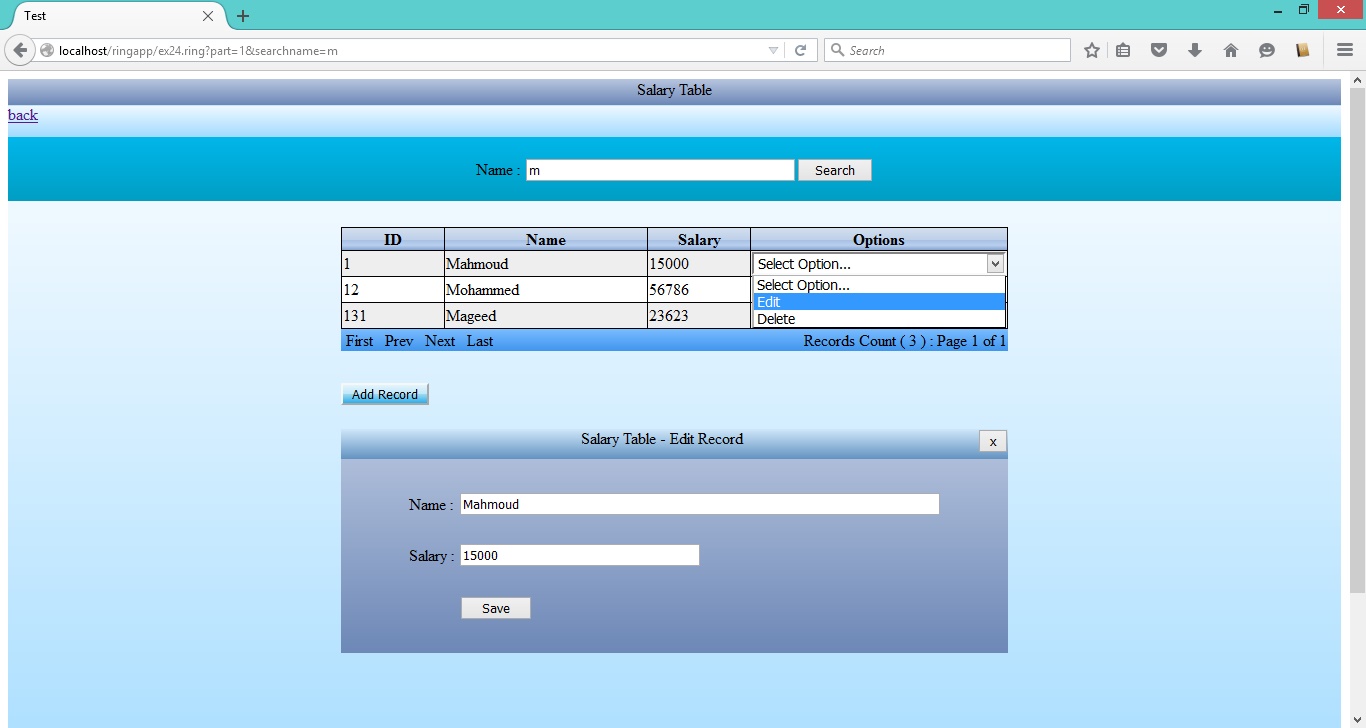 Test
localhost/ringapp/ex24.ring?part=1&searchname=m
Search
Salary Table
back
Name : m Search
ID Name Salary Options
1 Mahmoud 15000 Select Option...
Select Option...
12 Mohammed 56786
Edit
131 Mageed 23623
Delete
First Prev Next Last Records Count ( 3 ) : Page 1 of 1
Add Record
Salary Table - Edit Record x
Name : Mahmoud
Salary : 15000
Save